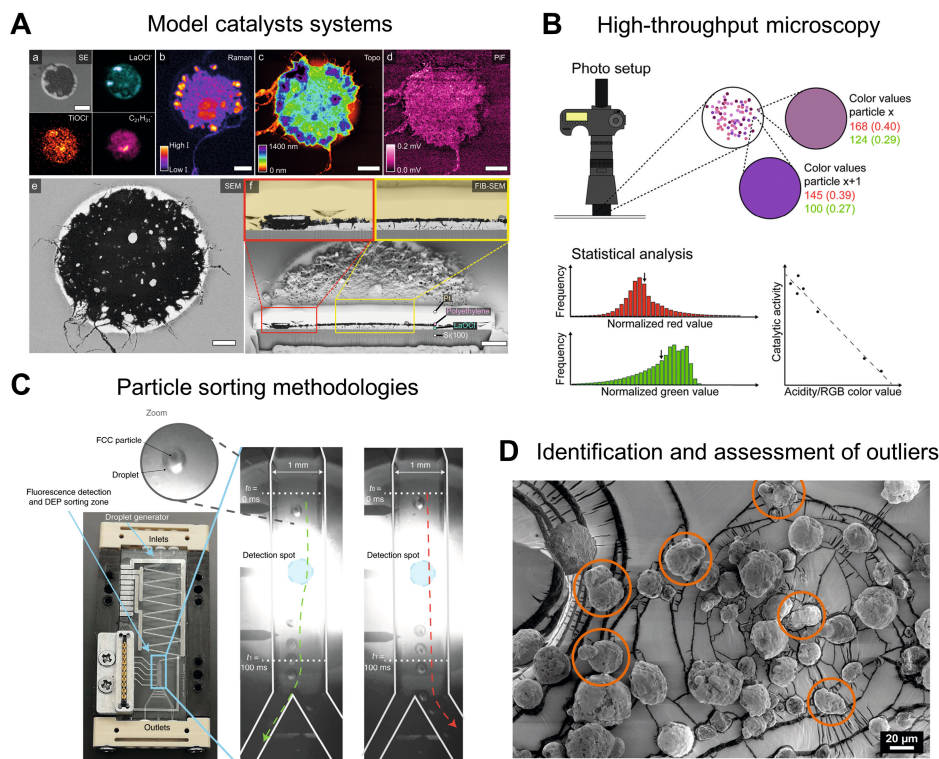 A
Model catalysts systems
a
SE
LaOCl⁻
TiOCl⁻
C₂₁H₃₁⁻
b
Raman
High I
Low I
c
Topo
1400 nm
0 nm
d
PiF
0.2 mV
0.0 mV
e
SEM
f
FIB-SEM
Pt
Polyethylene
LaOCl
Si(100)
B
High-throughput microscopy
Photo setup
Color values
particle x
168 (0.40)
124 (0.29)
Color values
particle x+1
145 (0.39)
100 (0.27)
Statistical analysis
Frequency
Normalized red value
Frequency
Normalized green value
Catalytic activity
Acidity/RGB color value
C
Particle sorting methodologies
Zoom
FCC particle
Droplet
Fluorescence detection
and DEP sorting zone
Droplet generator
Inlets
Outlets
1 mm
t₀ =
0 ms
Detection spot
t₁ =
100 ms
1 mm
t₀ =
0 ms
Detection spot
t₁ =
100 ms
D
Identification and assessment of outliers
20 µm